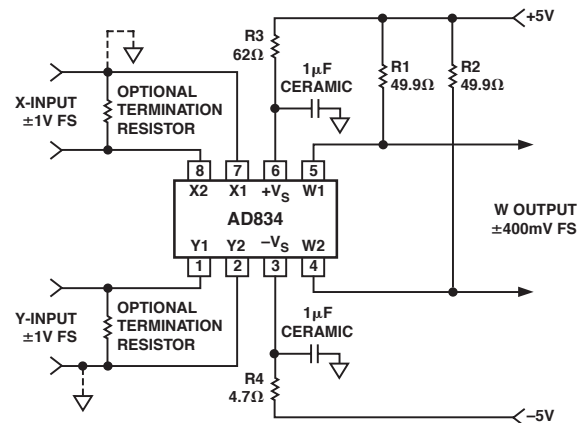 +5V
R3
62Ω
R1
49.9Ω
R2
49.9Ω
1μF
CERAMIC
X-INPUT
±1V FS
OPTIONAL
TERMINATION
RESISTOR
8 7 6 5
X2 X1 +VS W1
AD834
Y1 Y2 –VS W2
1 2 3 4
W OUTPUT
±400mV FS
Y-INPUT
±1V FS
OPTIONAL
TERMINATION
RESISTOR
1μF
CERAMIC
R4
4.7Ω
–5V